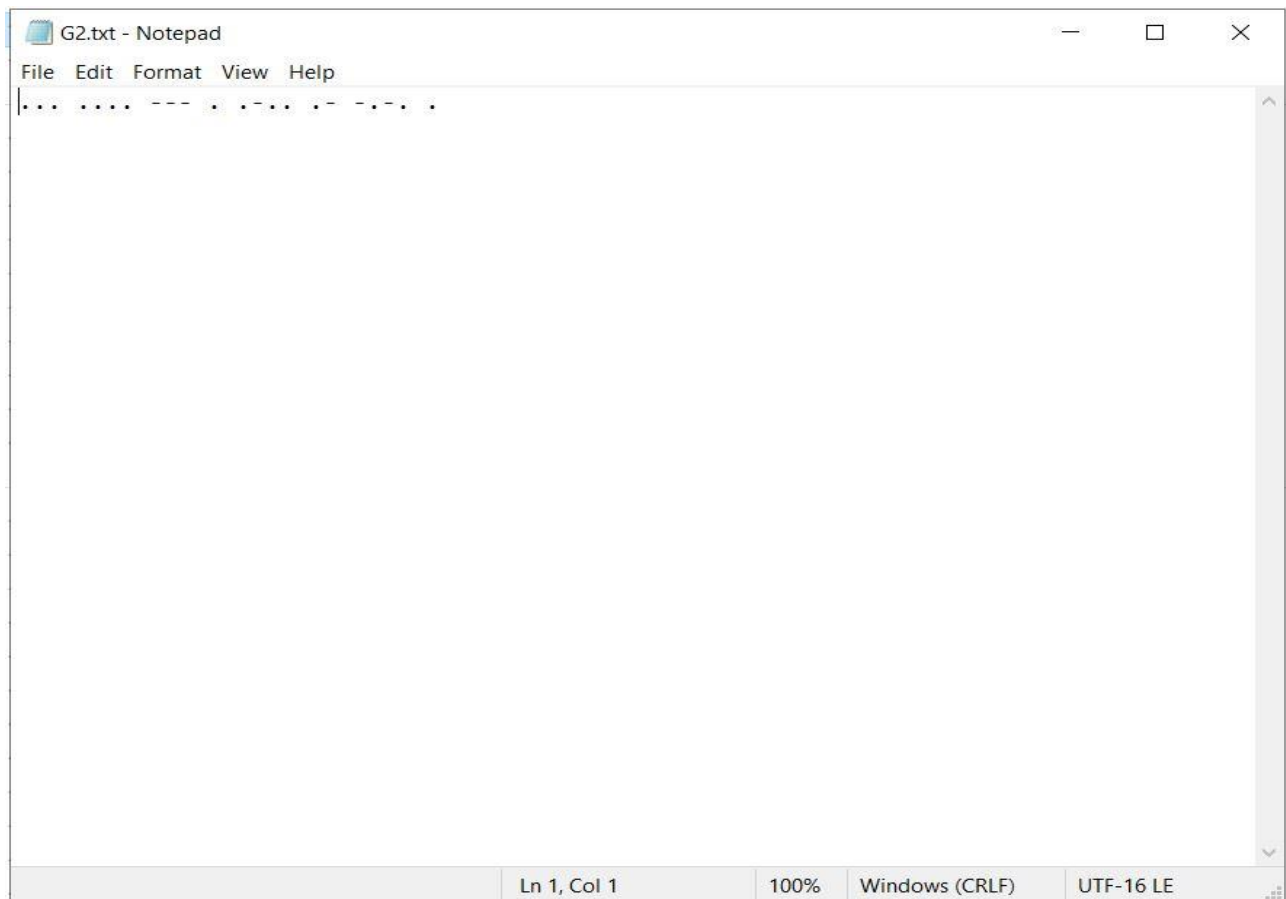 G2.txt - Notepad
File Edit Format View Help
... .... --- . .-.. .- -.-. .
Ln 1, Col 1 100% Windows (CRLF) UTF-16 LE